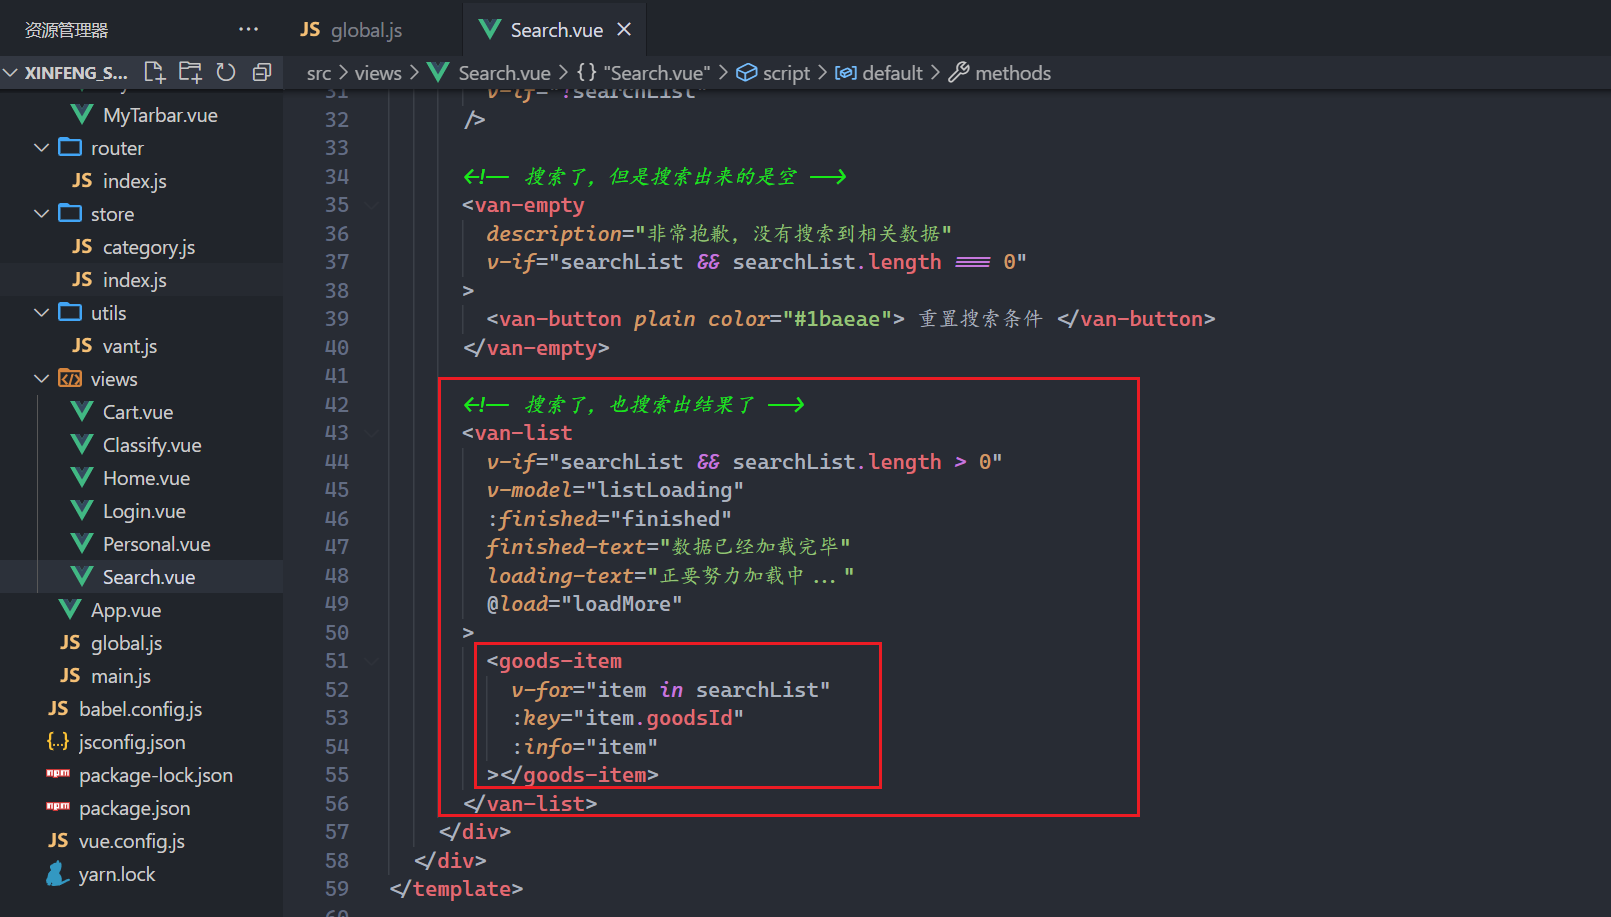 资源管理器
···
JS global.js
Search.vue
XINFENG_S...
src > views > Search.vue > {} "Search.vue" > script > default > methods
MyTarbar.vue
router
JS index.js
store
JS category.js
JS index.js
utils
JS vant.js
views
Cart.vue
Classify.vue
Home.vue
Login.vue
Personal.vue
Search.vue
App.vue
JS global.js
JS main.js
JS babel.config.js
{..} jsconfig.json
npm package-lock.json
npm package.json
JS vue.config.js
yarn.lock
31 v-if="!searchList"
32 />
33
34 <!-- 搜索了，但是搜索出来的是空 -->
35 <van-empty
36 description="非常抱歉，没有搜索到相关数据"
37 v-if="searchList && searchList.length === 0"
38 >
39 <van-button plain color="#1baeae"> 重置搜索条件 </van-button>
40 </van-empty>
41
42 <!-- 搜索了，也搜索出结果了 -->
43 <van-list
44 v-if="searchList && searchList.length > 0"
45 v-model="listLoading"
46 :finished="finished"
47 finished-text="数据已经加载完毕"
48 loading-text="正要努力加载中..."
49 @load="loadMore"
50 >
51 <goods-item
52 v-for="item in searchList"
53 :key="item.goodsId"
54 :info="item"
55 ></goods-item>
56 </van-list>
57 </div>
58 </div>
59 </template>
60